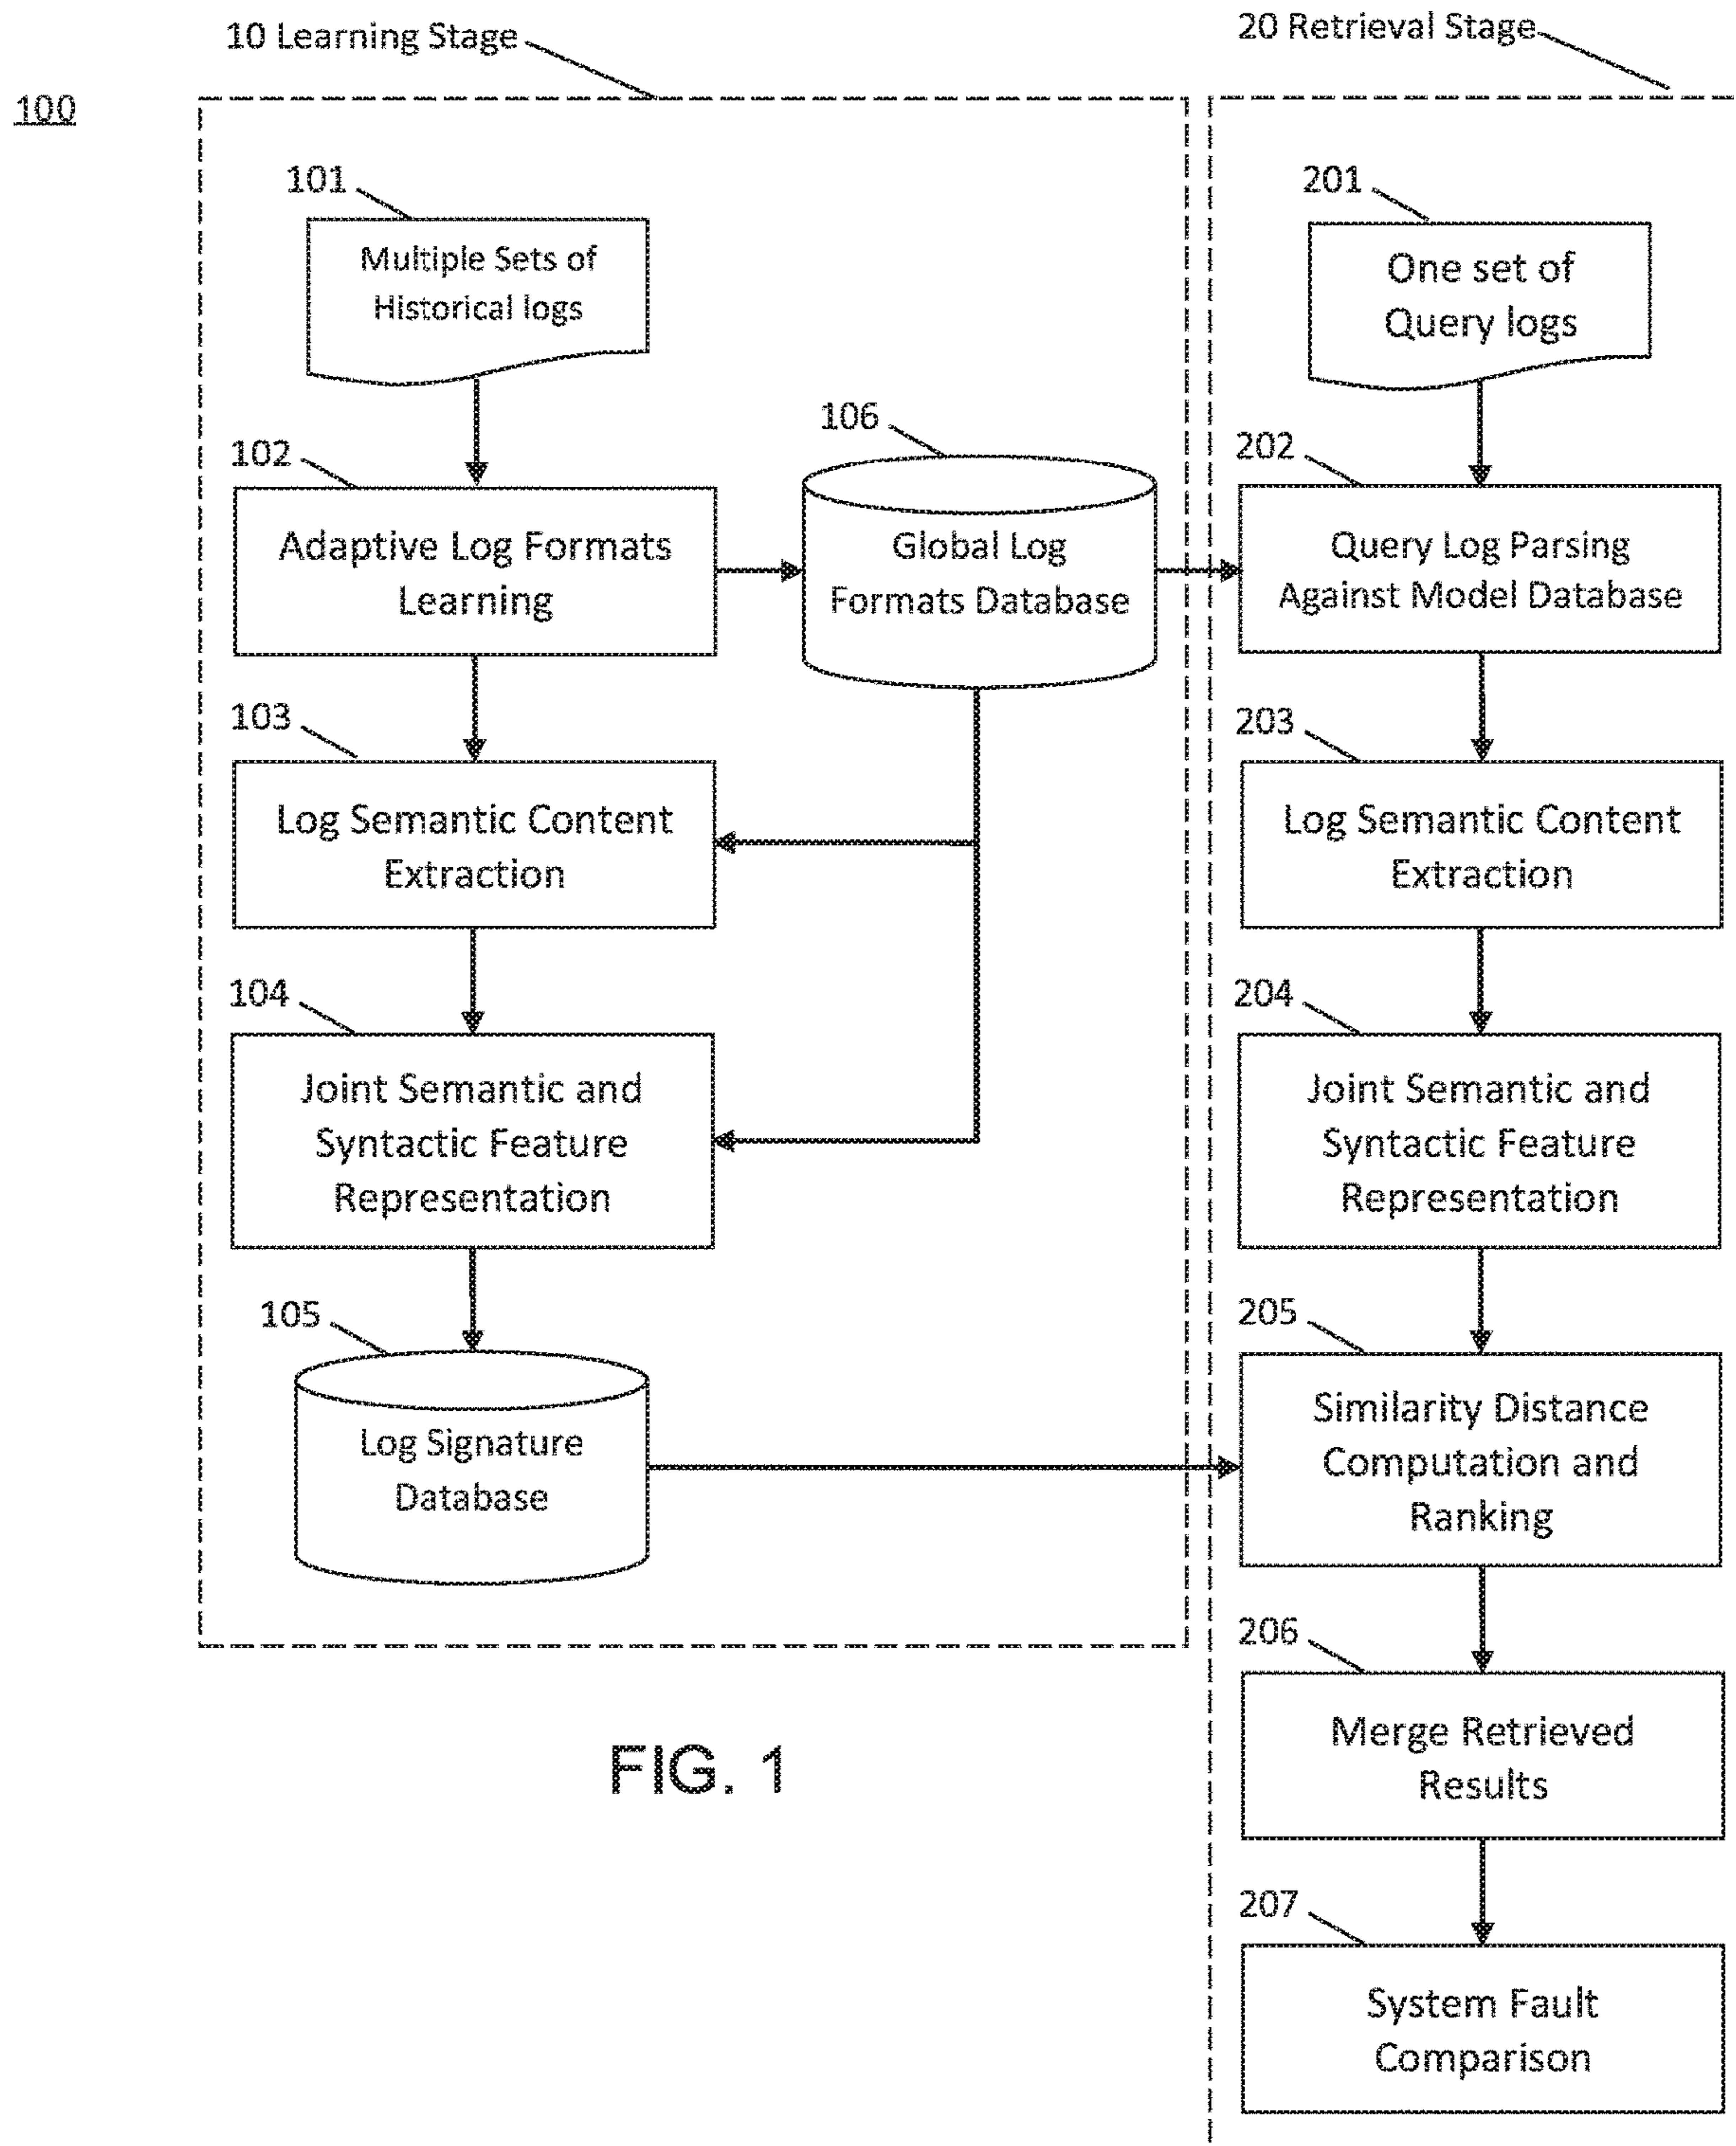 10 Learning Stage
20 Retrieval Stage
100
101
Multiple Sets of
Historical logs
102
Adaptive Log Formats
Learning
106
Global Log
Formats Database
103
Log Semantic Content
Extraction
104
Joint Semantic and
Syntactic Feature
Representation
105
Log Signature
Database
201
One set of
Query logs
202
Query Log Parsing
Against Model Database
203
Log Semantic Content
Extraction
204
Joint Semantic and
Syntactic Feature
Representation
205
Similarity Distance
Computation and
Ranking
206
Merge Retrieved
Results
207
System Fault
Comparison
FIG. 1